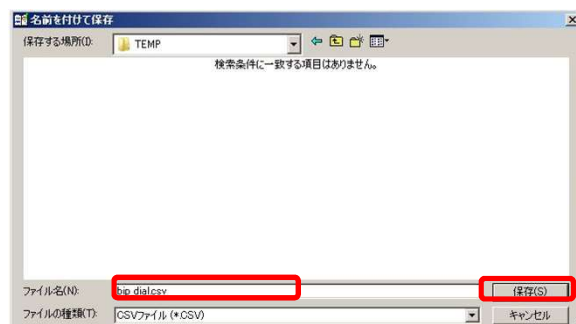 名前を付けて保存
保存する場所(I): TEMP
検索条件に一致する項目はありません。
ファイル名(N): bip dial.csv 保存(S)
ファイルの種類(T): CSVファイル (*.CSV) キャンセル